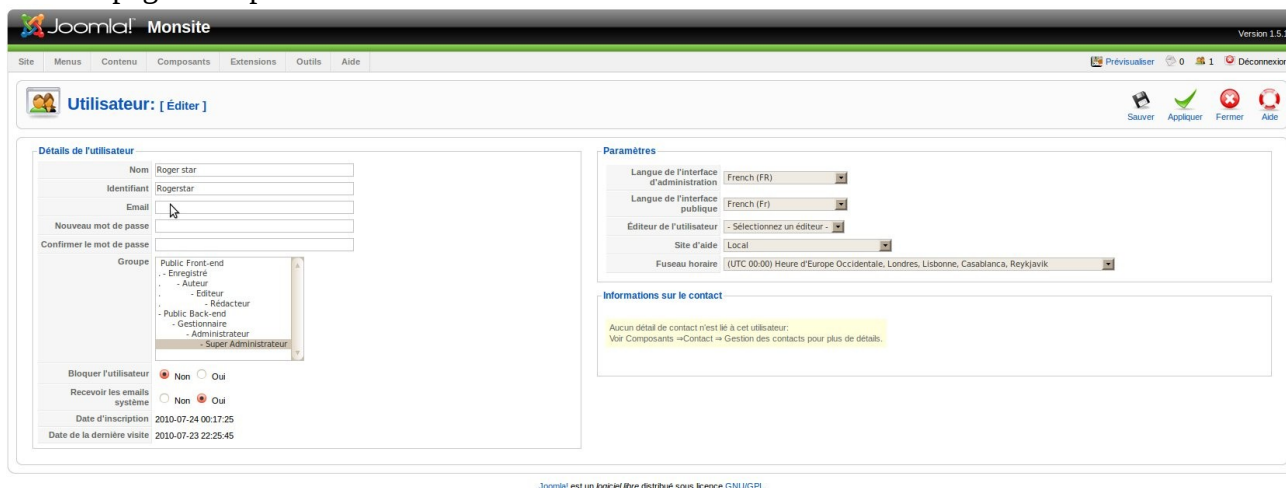 Joomla! Monsite
Version 1.5.1
Site Menus Contenu Composants Extensions Outils Aide
Prévisualiser 0 1 Déconnexion
Utilisateur: [ Éditer ]
Sauver Appliquer Fermer Aide
Détails de l'utilisateur
Nom Roger star
Identifiant Rogerstar
Email
Nouveau mot de passe
Confirmer le mot de passe
Groupe Public Front-end
. - Enregistré
. - Auteur
. - Editeur
. - Rédacteur
- Public Back-end
- Gestionnaire
- Administrateur
- Super Administrateur
Bloquer l'utilisateur Non Oui
Recevoir les emails système Non Oui
Date d'inscription 2010-07-24 00:17:25
Date de la dernière visite 2010-07-23 22:25:45
Paramètres
Langue de l'interface d'administration French (FR)
Langue de l'interface publique French (Fr)
Éditeur de l'utilisateur - Sélectionnez un éditeur -
Site d'aide Local
Fuseau horaire (UTC 00:00) Heure d'Europe Occidentale, Londres, Lisbonne, Casablanca, Reykjavik
Informations sur le contact
Aucun détail de contact n'est lié à cet utilisateur:
Voir Composants ⇒Contact ⇒ Gestion des contacts pour plus de détails.
Joomla! est un logiciel libre distribué sous licence GNU/GPL